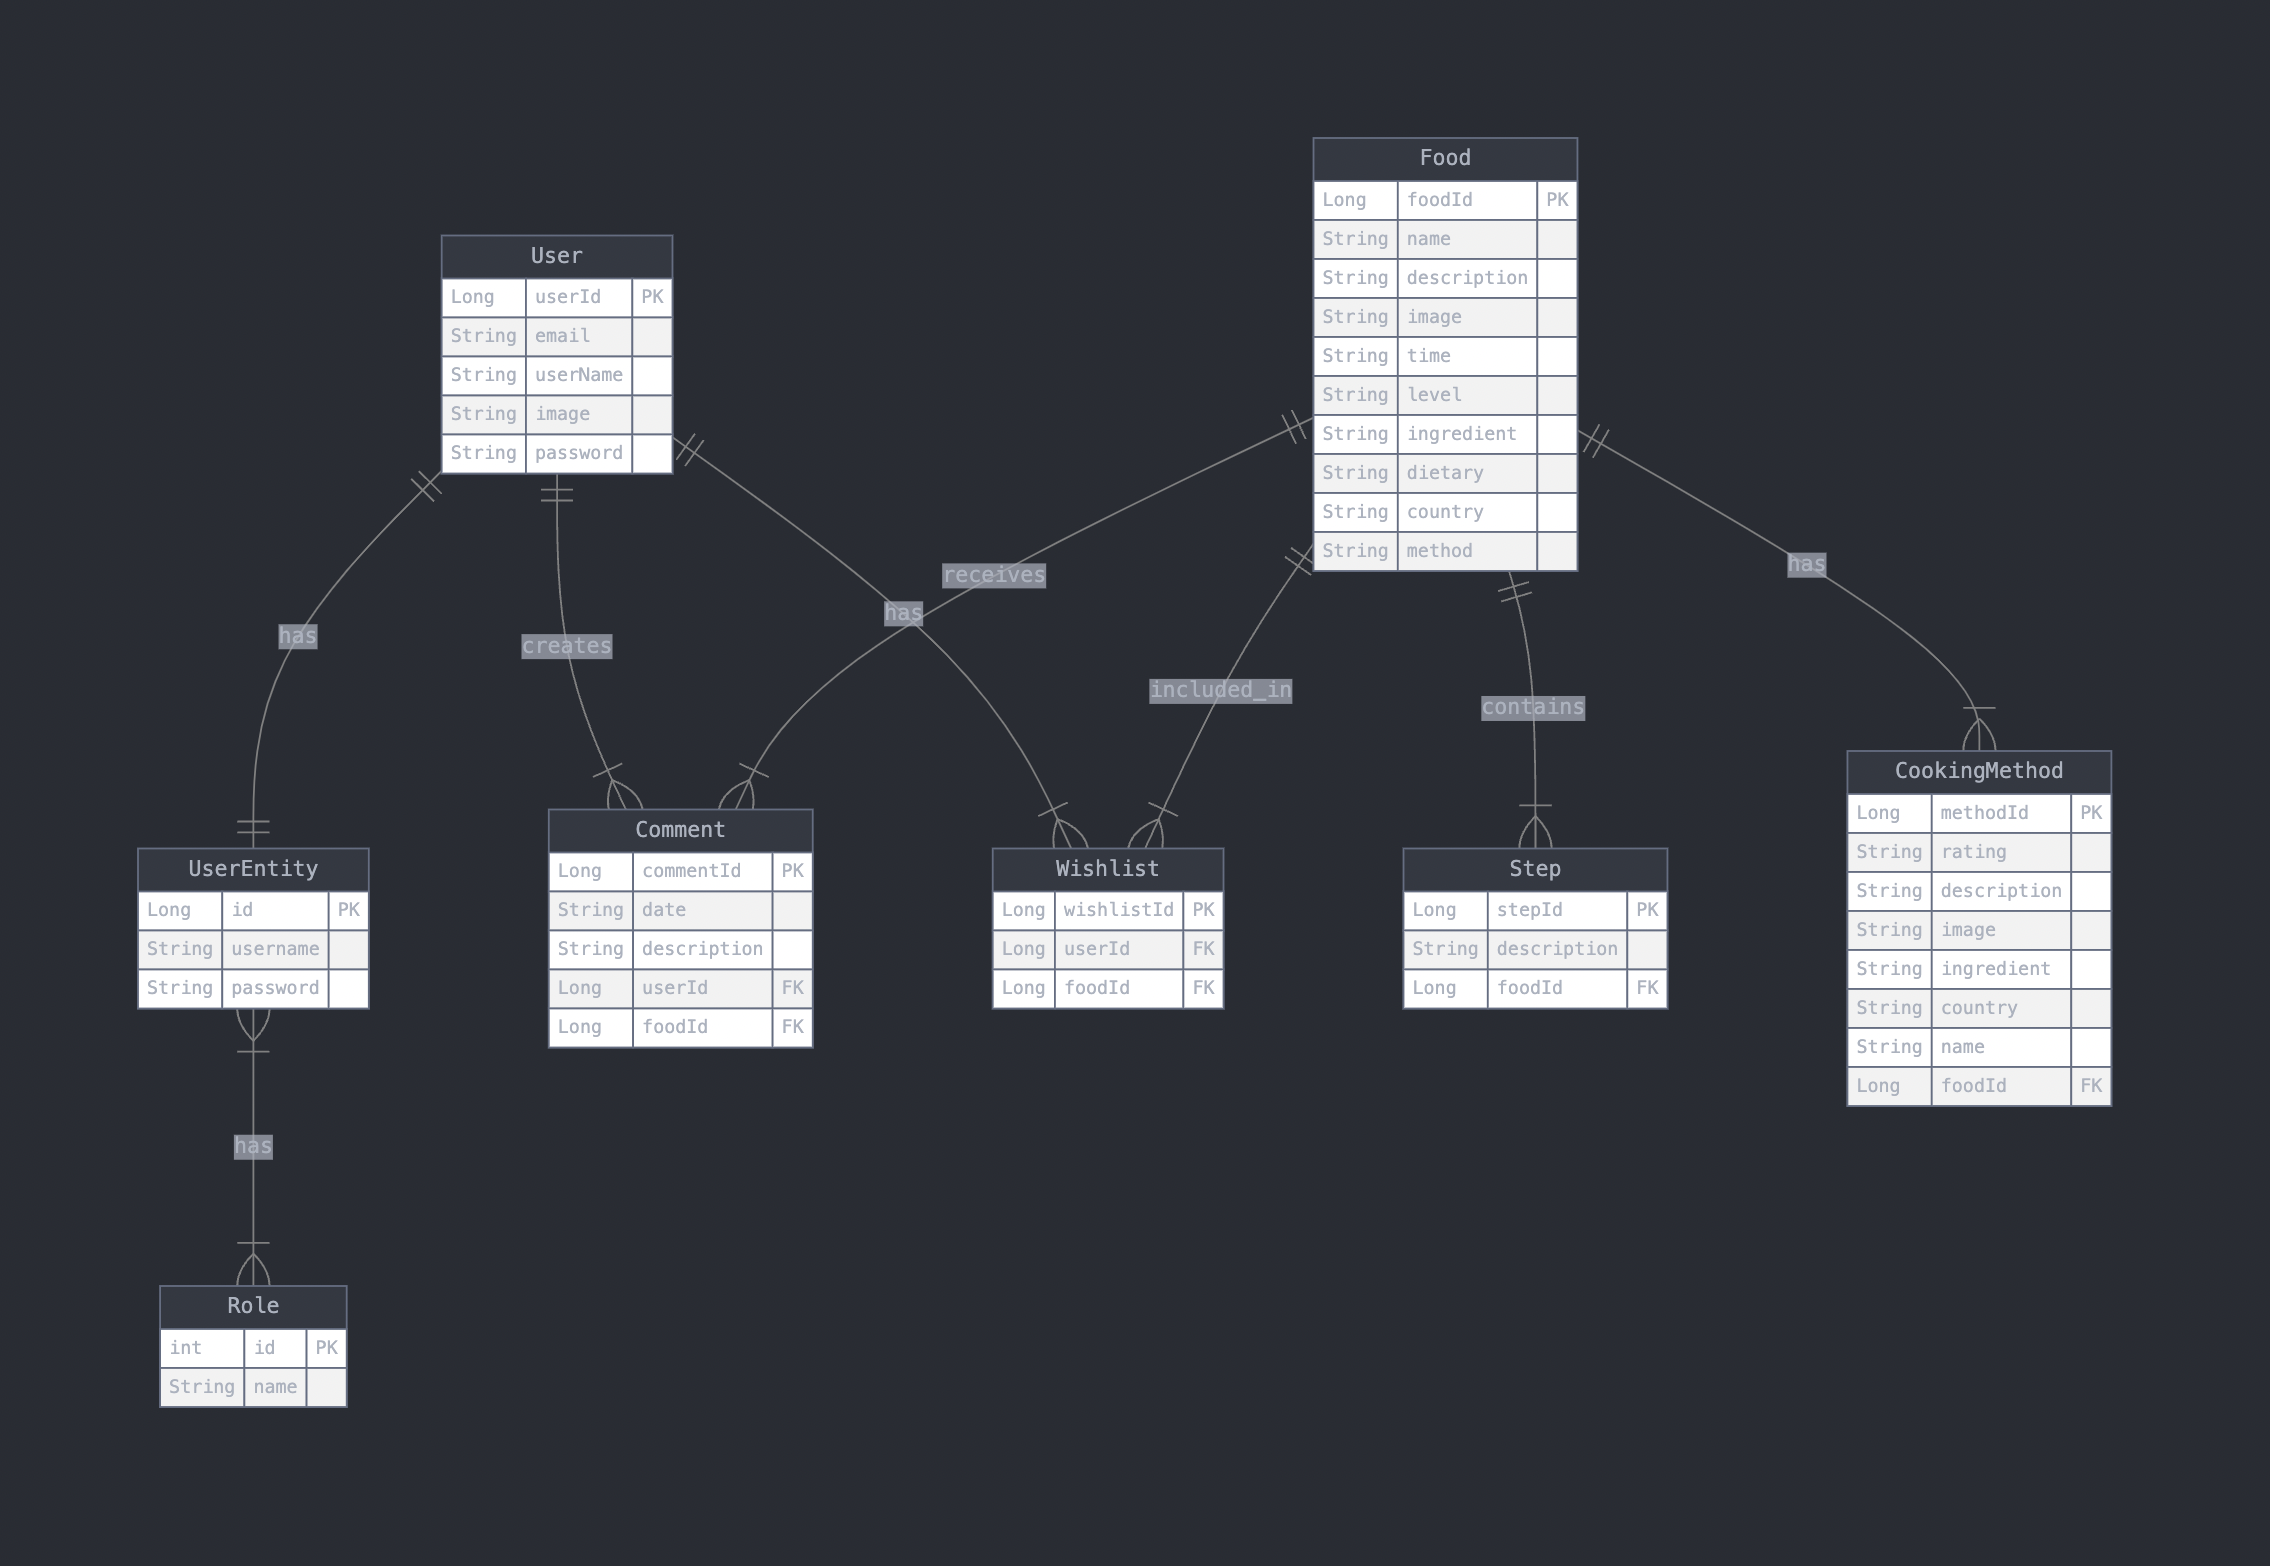 Food
Long foodId PK
String name
String description
String image
String time
String level
String ingredient
String dietary
String country
String method
User
Long userId PK
String email
String userName
String image
String password
receives
has
has
has
creates
included_in
contains
UserEntity
Long id PK
String username
String password
Comment
Long commentId PK
String date
String description
Long userId FK
Long foodId FK
Wishlist
Long wishlistId PK
Long userId FK
Long foodId FK
Step
Long stepId PK
String description
Long foodId FK
CookingMethod
Long methodId PK
String rating
String description
String image
String ingredient
String country
String name
Long foodId FK
has
Role
int id PK
String name